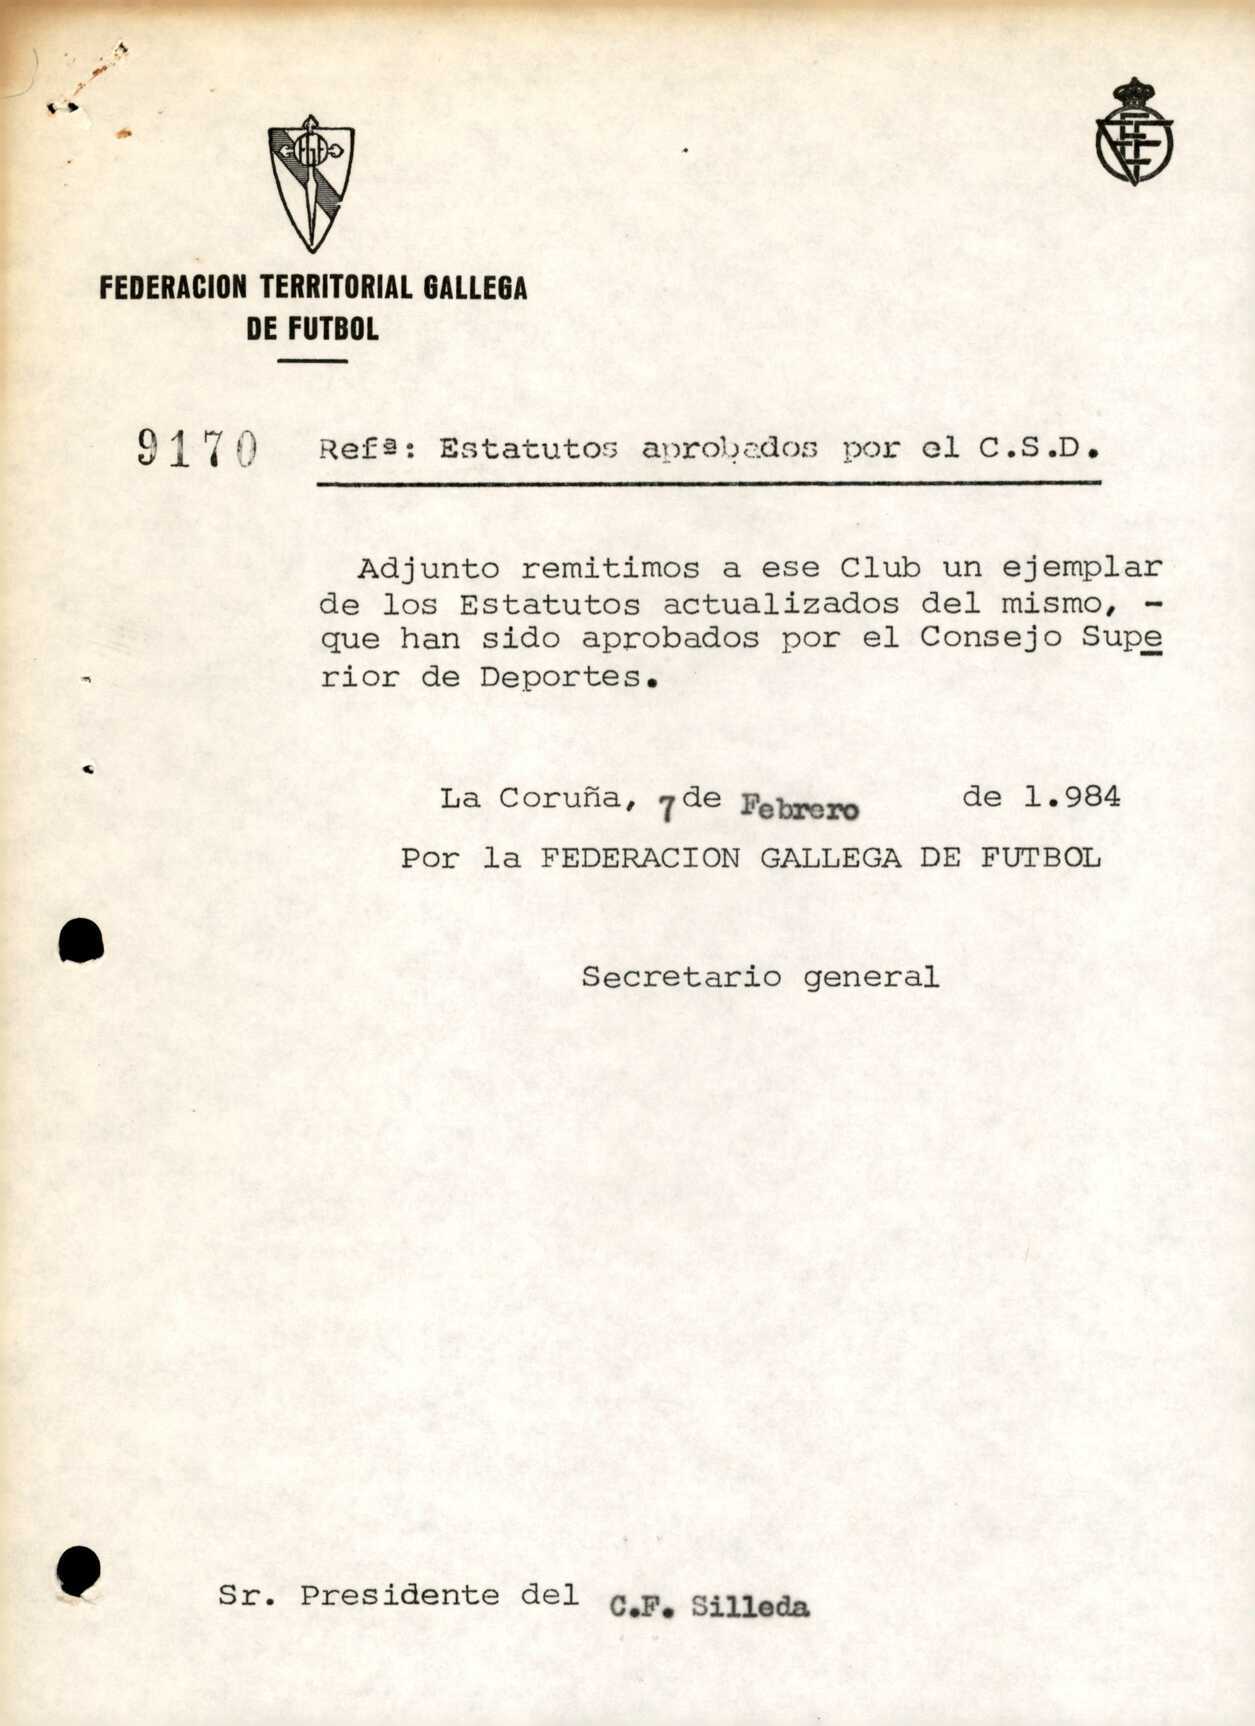 FEDERACION TERRITORIAL GALLEGA
DE FUTBOL
9170 Refª: Estatutos aprobados por el C.S.D.
Adjunto remitimos a ese Club un ejemplar
de los Estatutos actualizados del mismo, -
que han sido aprobados por el Consejo Supe
rior de Deportes.
La Coruña, 7 de Febrero de 1.984
Por la FEDERACION GALLEGA DE FUTBOL
Secretario general
Sr. Presidente del C.F. Silleda